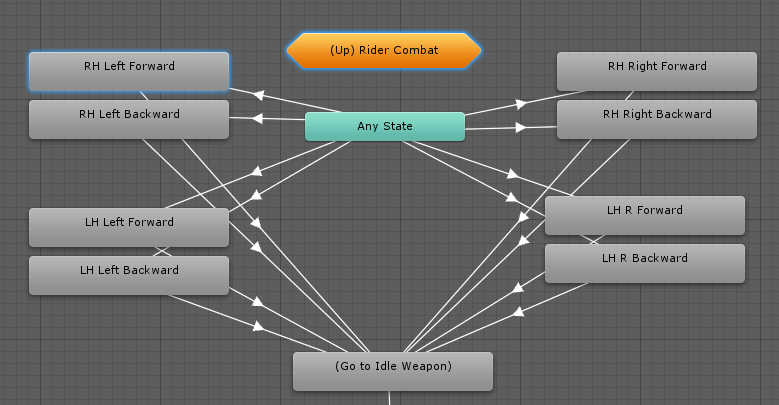 (Up) Rider Combat
RH Left Forward
RH Right Forward
RH Left Backward
RH Right Backward
Any State
LH Left Forward
LH R Forward
LH Left Backward
LH R Backward
(Go to Idle Weapon)